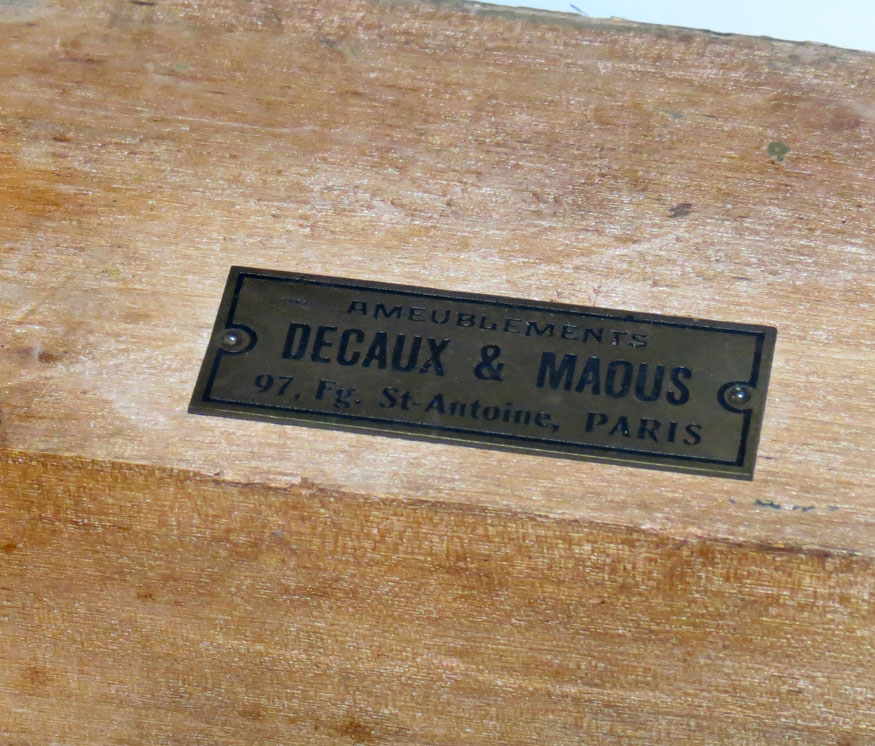 AMEUBLEMENTS
DECAUX & MAOUS
97, Fg. St-Antoine, PARIS